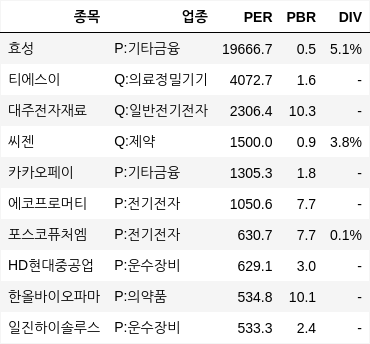 종목 업종 PER PBR DIV
효성 P:기타금융 19666.7 0.5 5.1%
티에스이 Q:의료정밀기기 4072.7 1.6 -
대주전자재료 Q:일반전기전자 2306.4 10.3 -
씨젠 Q:제약 1500.0 0.9 3.8%
카카오페이 P:기타금융 1305.3 1.8 -
에코프로머티 P:전기전자 1050.6 7.7 -
포스코퓨처엠 P:전기전자 630.7 7.7 0.1%
HD현대중공업 P:운수장비 629.1 3.0 -
한올바이오파마 P:의약품 534.8 10.1 -
일진하이솔루스 P:운수장비 533.3 2.4 -